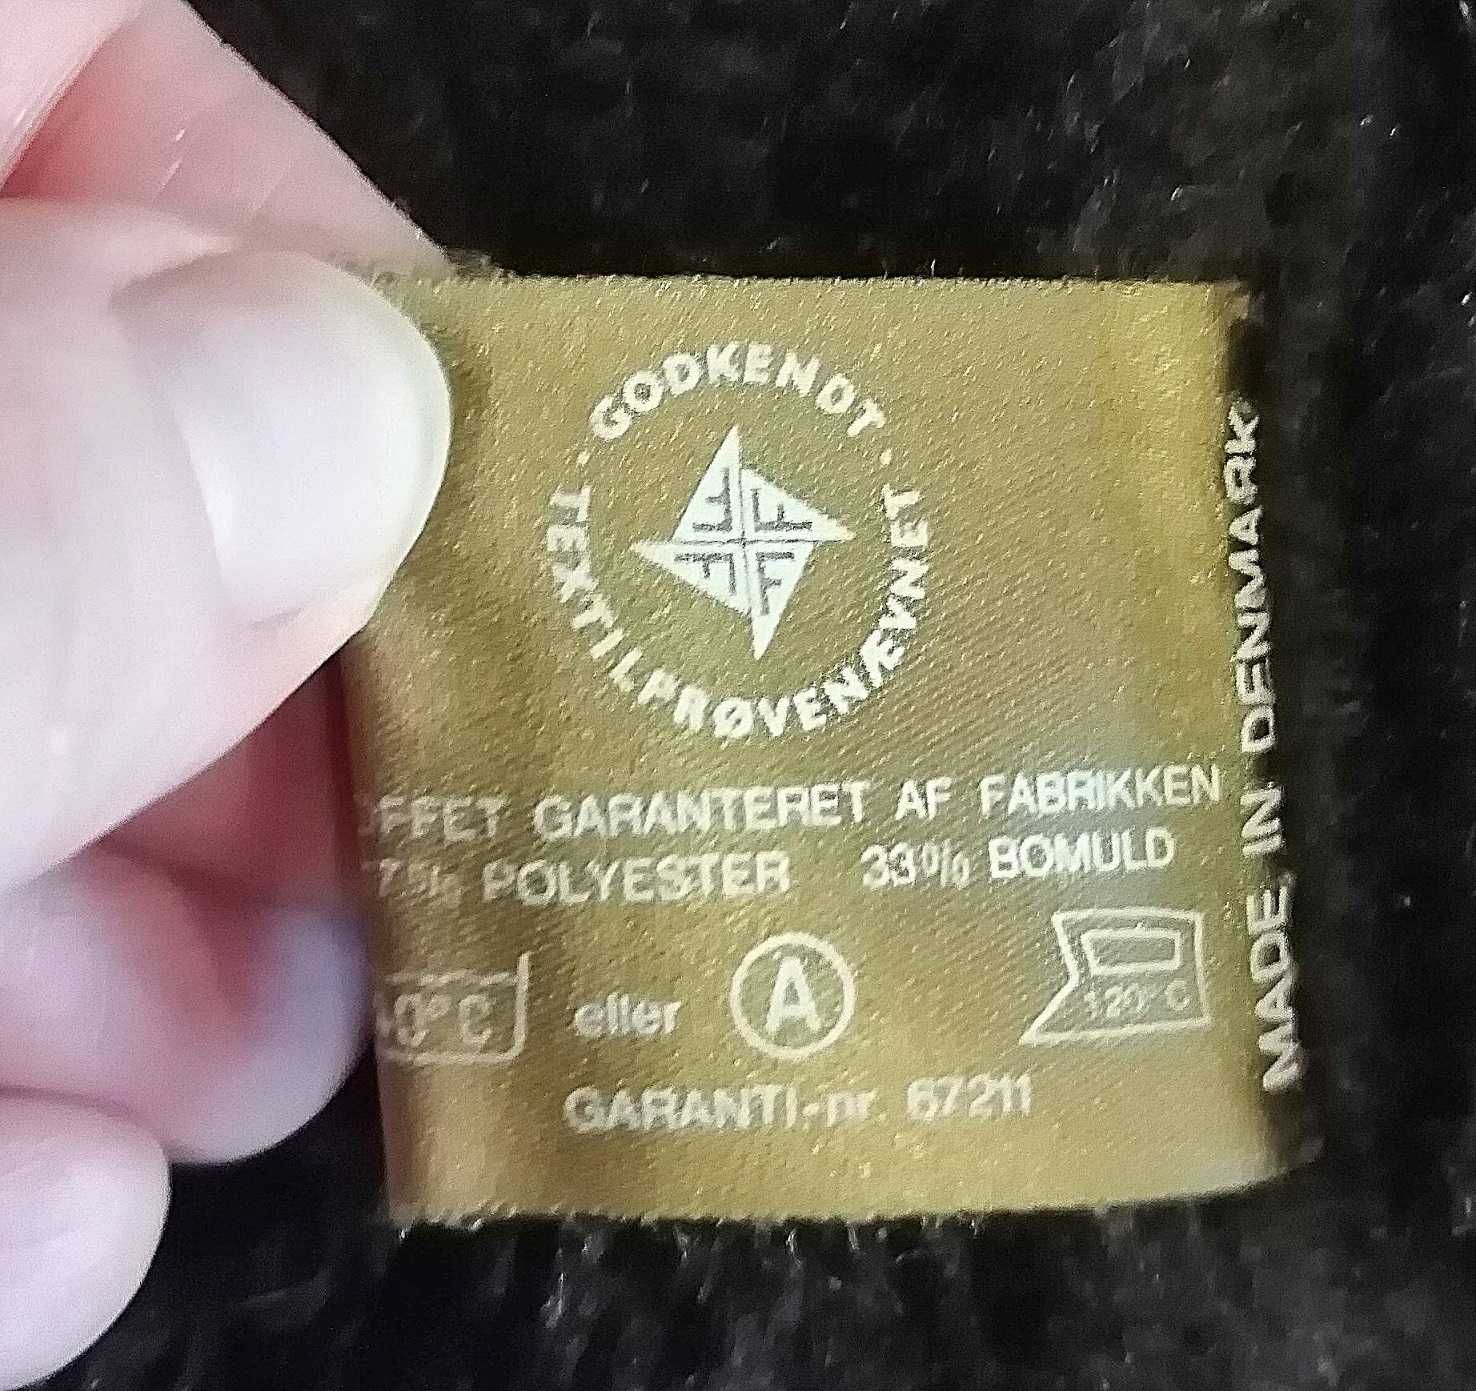 GODKENDT
TEXTILPRØVENÆVNET
GARANTERET AF FABRIKKEN
POLYESTER 33% BOMULD
eller A 120°C
GARANTI-nr. 67211
MADE IN DENMARK